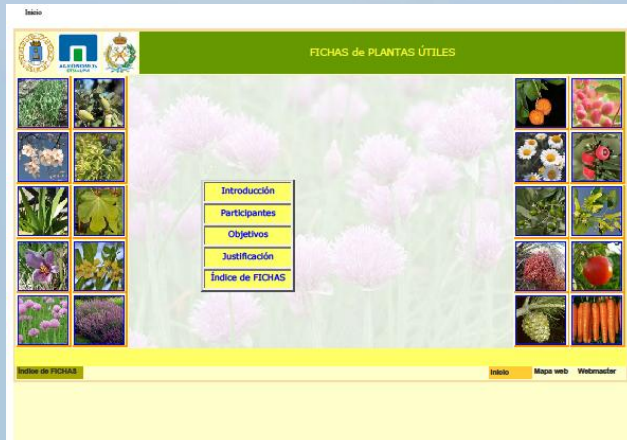 Inicio
FICHAS de PLANTAS ÚTILES
Introducción
Participantes
Objetivos
Justificación
Índice de FICHAS
Índice de FICHAS
Inicio Mapa web Webmaster